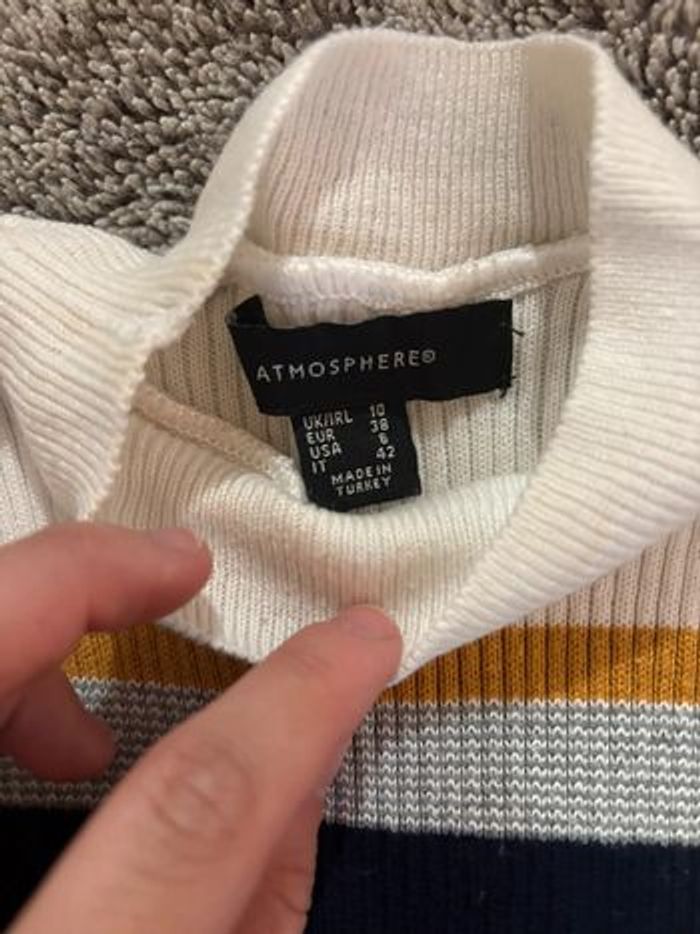 ATMOSPHERE®
UK/IRL 10
EUR 38
USA 6
IT 42
MADE IN
TURKEY